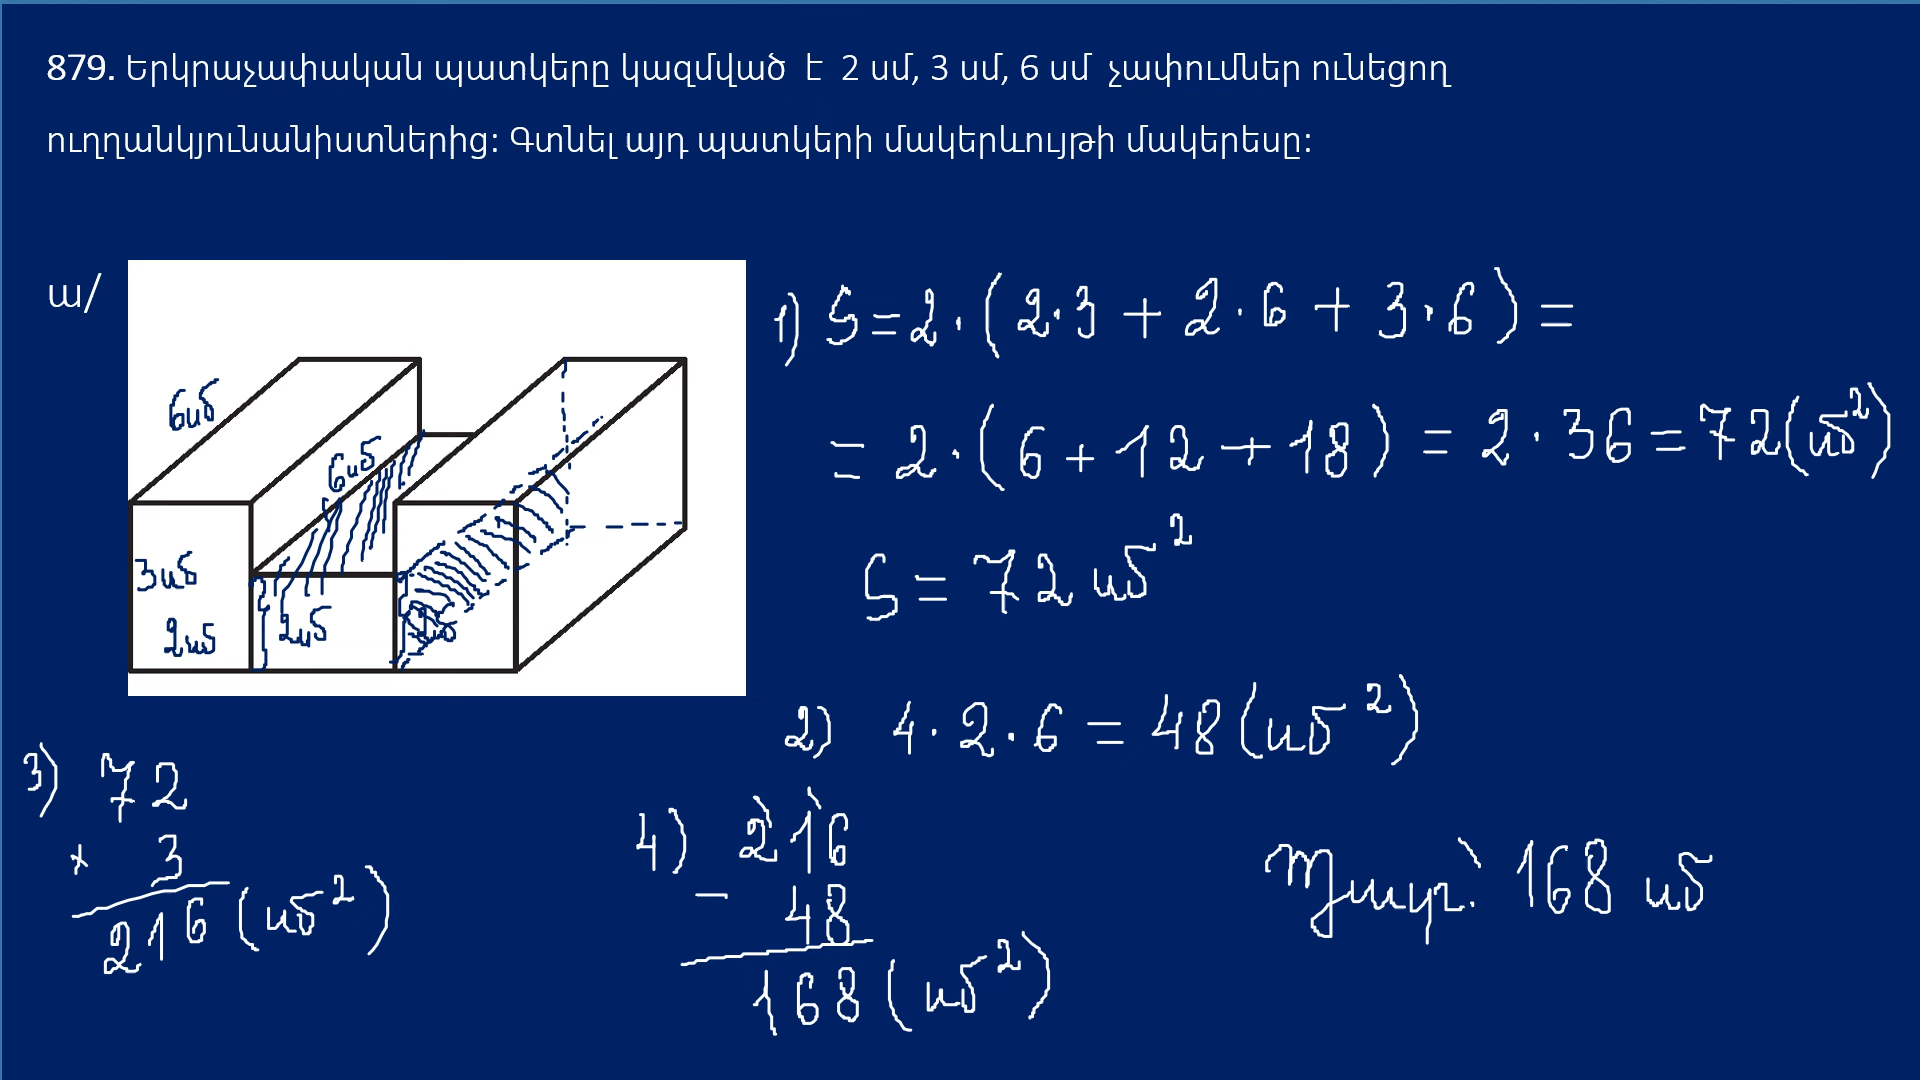 879. Երկրաչափական պատկերը կազմված է 2 սմ, 3 սմ, 6 սմ չափումներ ունեցող
ուղղանկյունանիստներից: Գտնել այդ պատկերի մակերևույթի մակերեսը:
ա/
6սմ
6սմ
3սմ
2սմ
2սմ
2սմ
1) S = 2 · ( 2 · 3 + 2 · 6 + 3 · 6 ) =
= 2 · ( 6 + 12 + 18 ) = 2 · 36 = 72 (սմ²)
S = 72 սմ²
2) 4 · 2 · 6 = 48 (սմ²)
3) 72
× 3
216 (սմ²)
4) 216
− 48
168 (սմ²)
Պատ.՝ 168 սմ